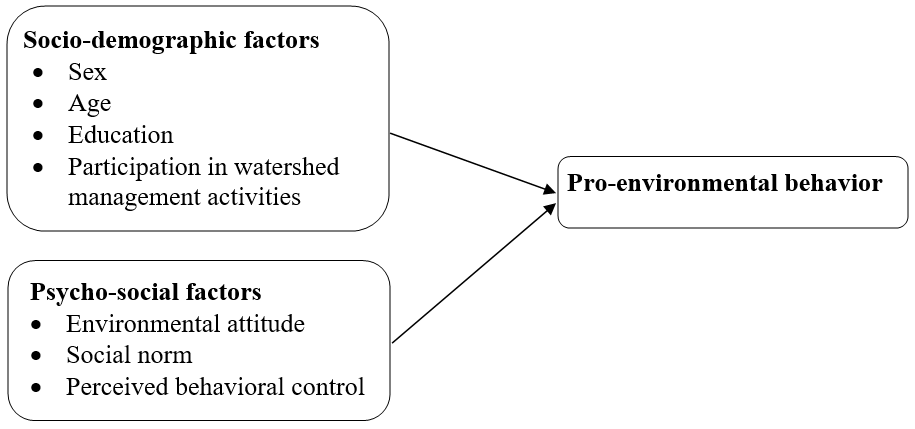 Socio-demographic factors
• Sex
• Age
• Education
• Participation in watershed
management activities
Pro-environmental behavior
Psycho-social factors
• Environmental attitude
• Social norm
• Perceived behavioral control